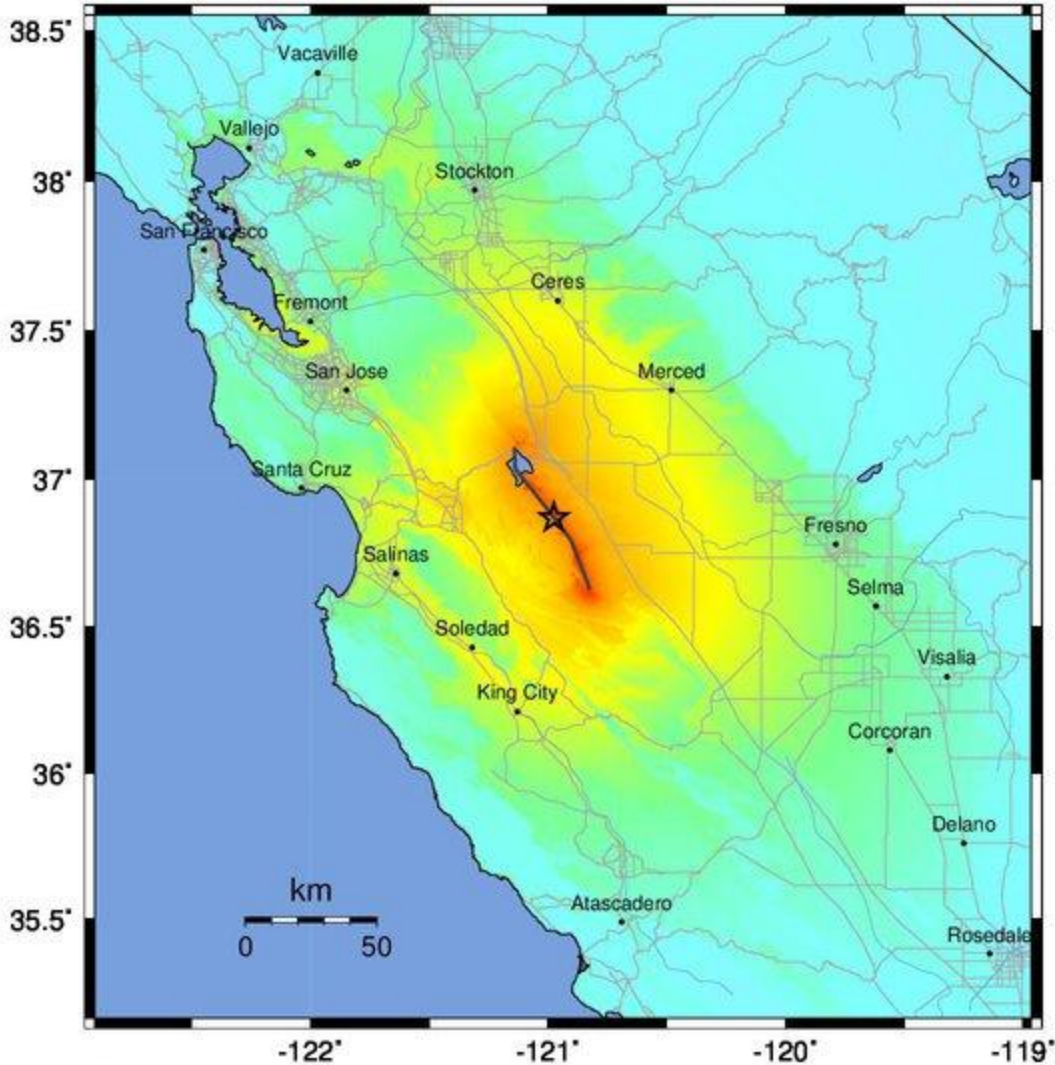 38.5°
Vacaville
Vallejo
Stockton
38°
San Francisco
Ceres
Fremont
37.5°
San Jose
Merced
Santa Cruz
37°
Fresno
Salinas
Selma
36.5°
Soledad
Visalia
King City
Corcoran
36°
Delano
km
Atascadero
35.5°
0 50
Rosedale
-122° -121° -120° -119°